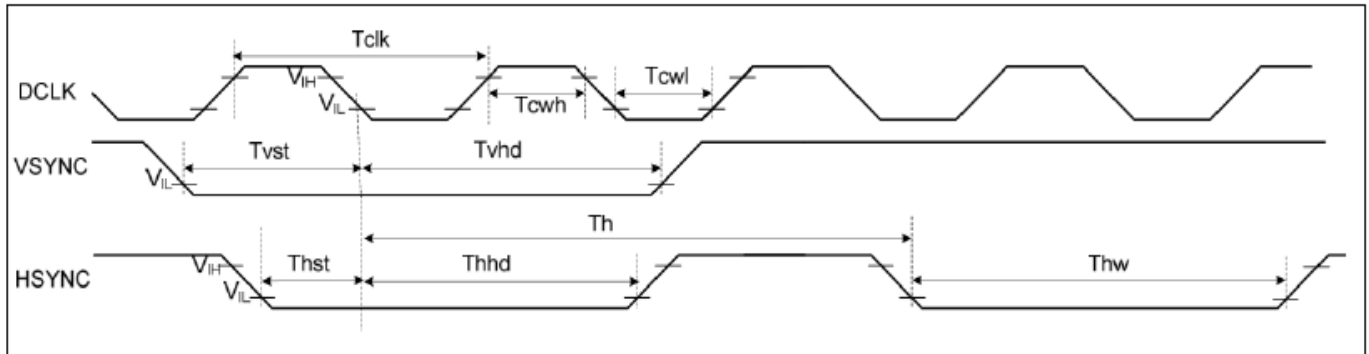 Tclk
DCLK
VIH
VIL
Tcwh
Tcwl
VSYNC
VIL
Tvst
Tvhd
Th
HSYNC
VIH
VIL
Thst
Thhd
Thw